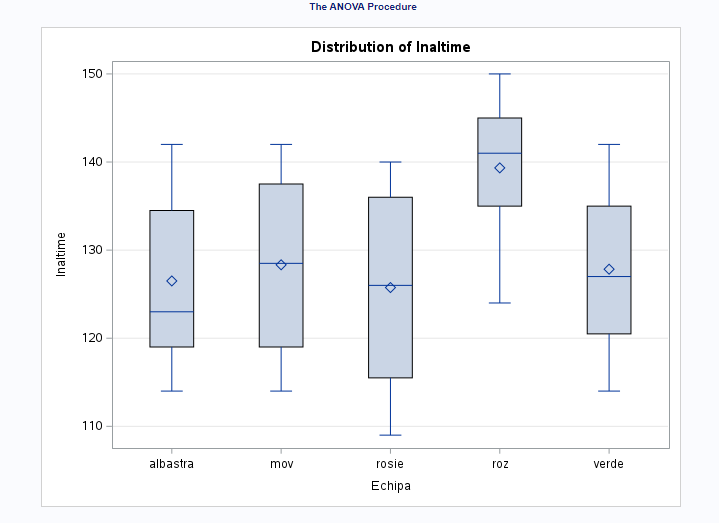 The ANOVA Procedure
Distribution of Inaltime
150
140
130
120
110
Inaltime
albastra mov rosie roz verde
Echipa